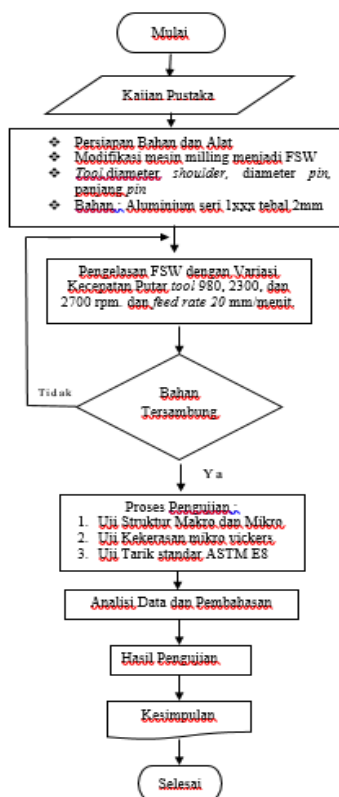 Mulai
Kajian Pustaka
❖ Persiapan Bahan dan Alat
❖ Modifikasi mesin milling menjadi FSW
❖ Tool diameter shoulder, diameter pin,
panjang pin
❖ Bahan : Aluminium seri 1xxx tebal 2mm
Pengelasan FSW dengan Variasi
Kecepatan Putar tool 980, 2300, dan
2700 rpm. dan feed rate 20 mm/menit.
Tidak
Bahan
Tersambung
Ya
Proses Pengujian :
1. Uji Struktur Makro dan Mikro
2. Uji Kekerasan mikro vickers
3. Uji Tarik standar ASTM E8
Analisi Data dan Pembahasan
Hasil Pengujian
Kesimpulan
Selesai